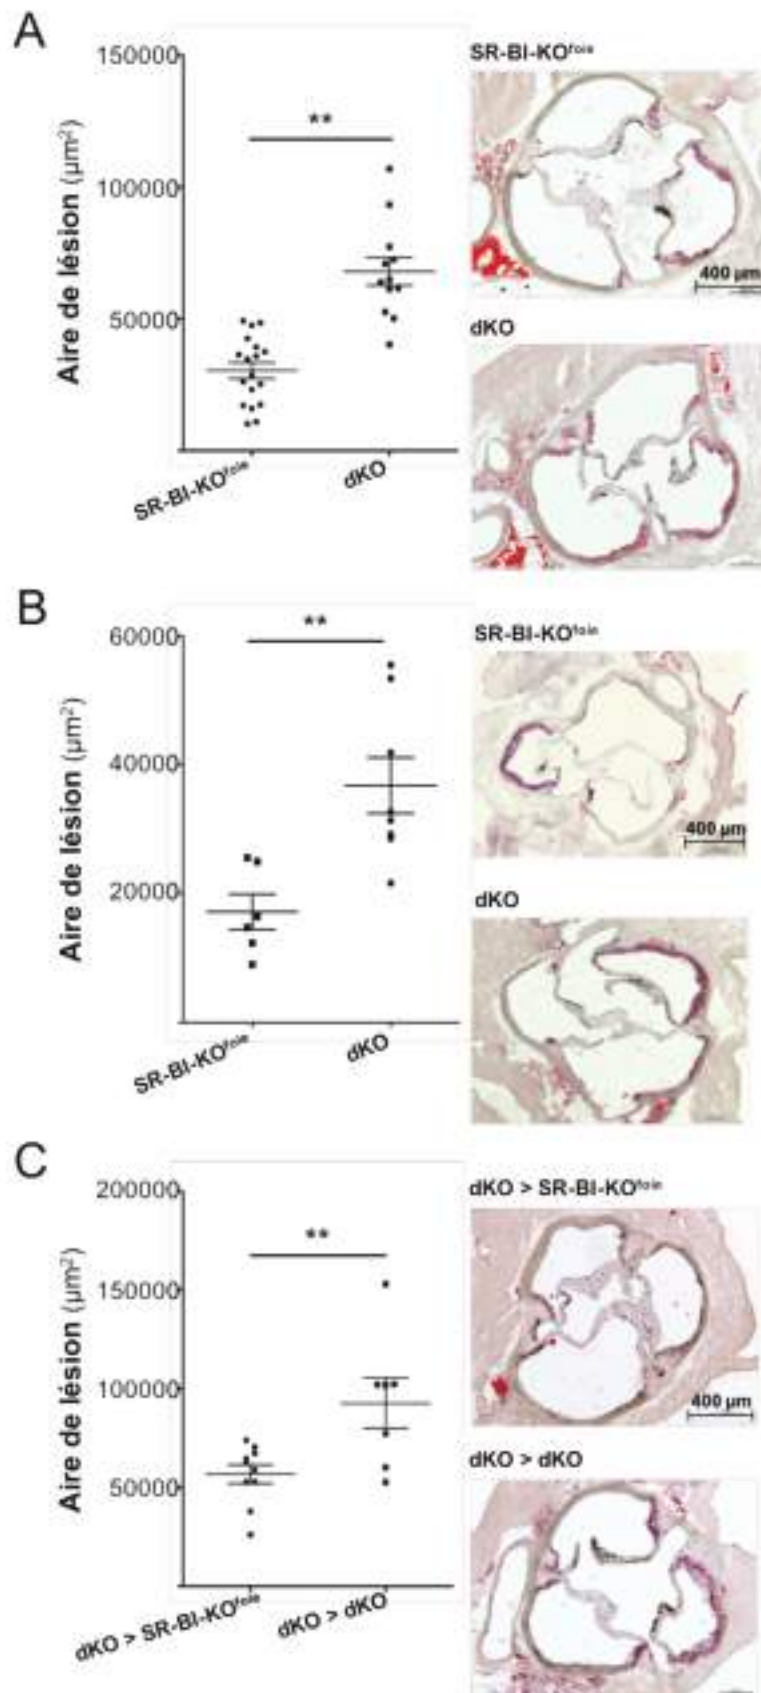 A
150000
100000
50000
Aire de lésion (µm²)
**
SR-BI-KOfoie
dKO
SR-BI-KOfoie
400 µm
dKO
B
60000
40000
20000
Aire de lésion (µm²)
**
SR-BI-KOfoie
dKO
SR-BI-KOfoie
400 µm
dKO
C
200000
150000
100000
50000
Aire de lésion (µm²)
**
dKO > SR-BI-KOfoie
dKO > dKO
dKO > SR-BI-KOfoie
400 µm
dKO > dKO